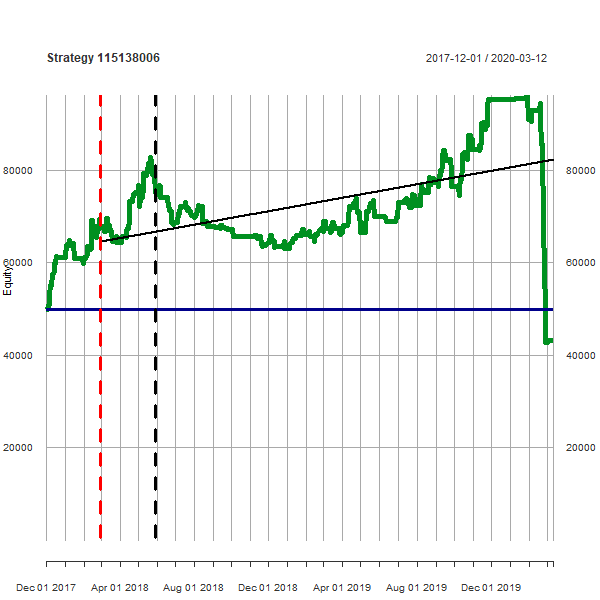 Strategy 115138006 2017-12-01 / 2020-03-12
80000 80000
60000 60000
Equity
40000 40000
20000 20000
Dec 01 2017 Apr 01 2018 Aug 01 2018 Dec 01 2018 Apr 01 2019 Aug 01 2019 Dec 01 2019